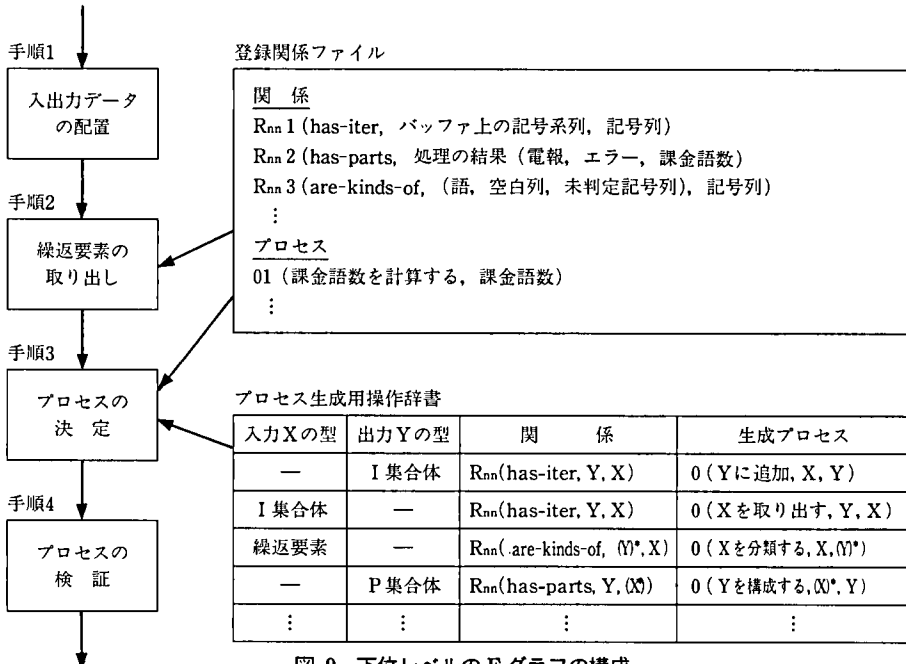 手順1
入出力データ
の配置
手順2
繰返要素の
取り出し
手順3
プロセスの
決 定
手順4
プロセスの
検 証
登録関係ファイル
関 係
Rnn 1 (has-iter, バッファ上の記号系列, 記号列)
Rnn 2 (has-parts, 処理の結果 (電報, エラー, 課金語数)
Rnn 3 (are-kinds-of, (語, 空白列, 未判定記号列), 記号列)
⋮
プロセス
01 (課金語数を計算する, 課金語数)
⋮
プロセス生成用操作辞書
入力Xの型 出力Yの型 関 係 生成プロセス
— I 集合体 Rnn(has-iter, Y, X) 0 (Yに追加, X, Y)
I 集合体 — Rnn(has-iter, Y, X) 0 (Xを取り出す, Y, X)
繰返要素 — Rnn( .are-kinds-of, (Y)*, X) 0 (Xを分類する, X,(Y)*)
— P 集合体 Rnn(has-parts, Y, (X)) 0 (Yを構成する,(X)*, Y)
⋮ ⋮ ⋮ ⋮
図 9 下位レベルのFグラフの構成